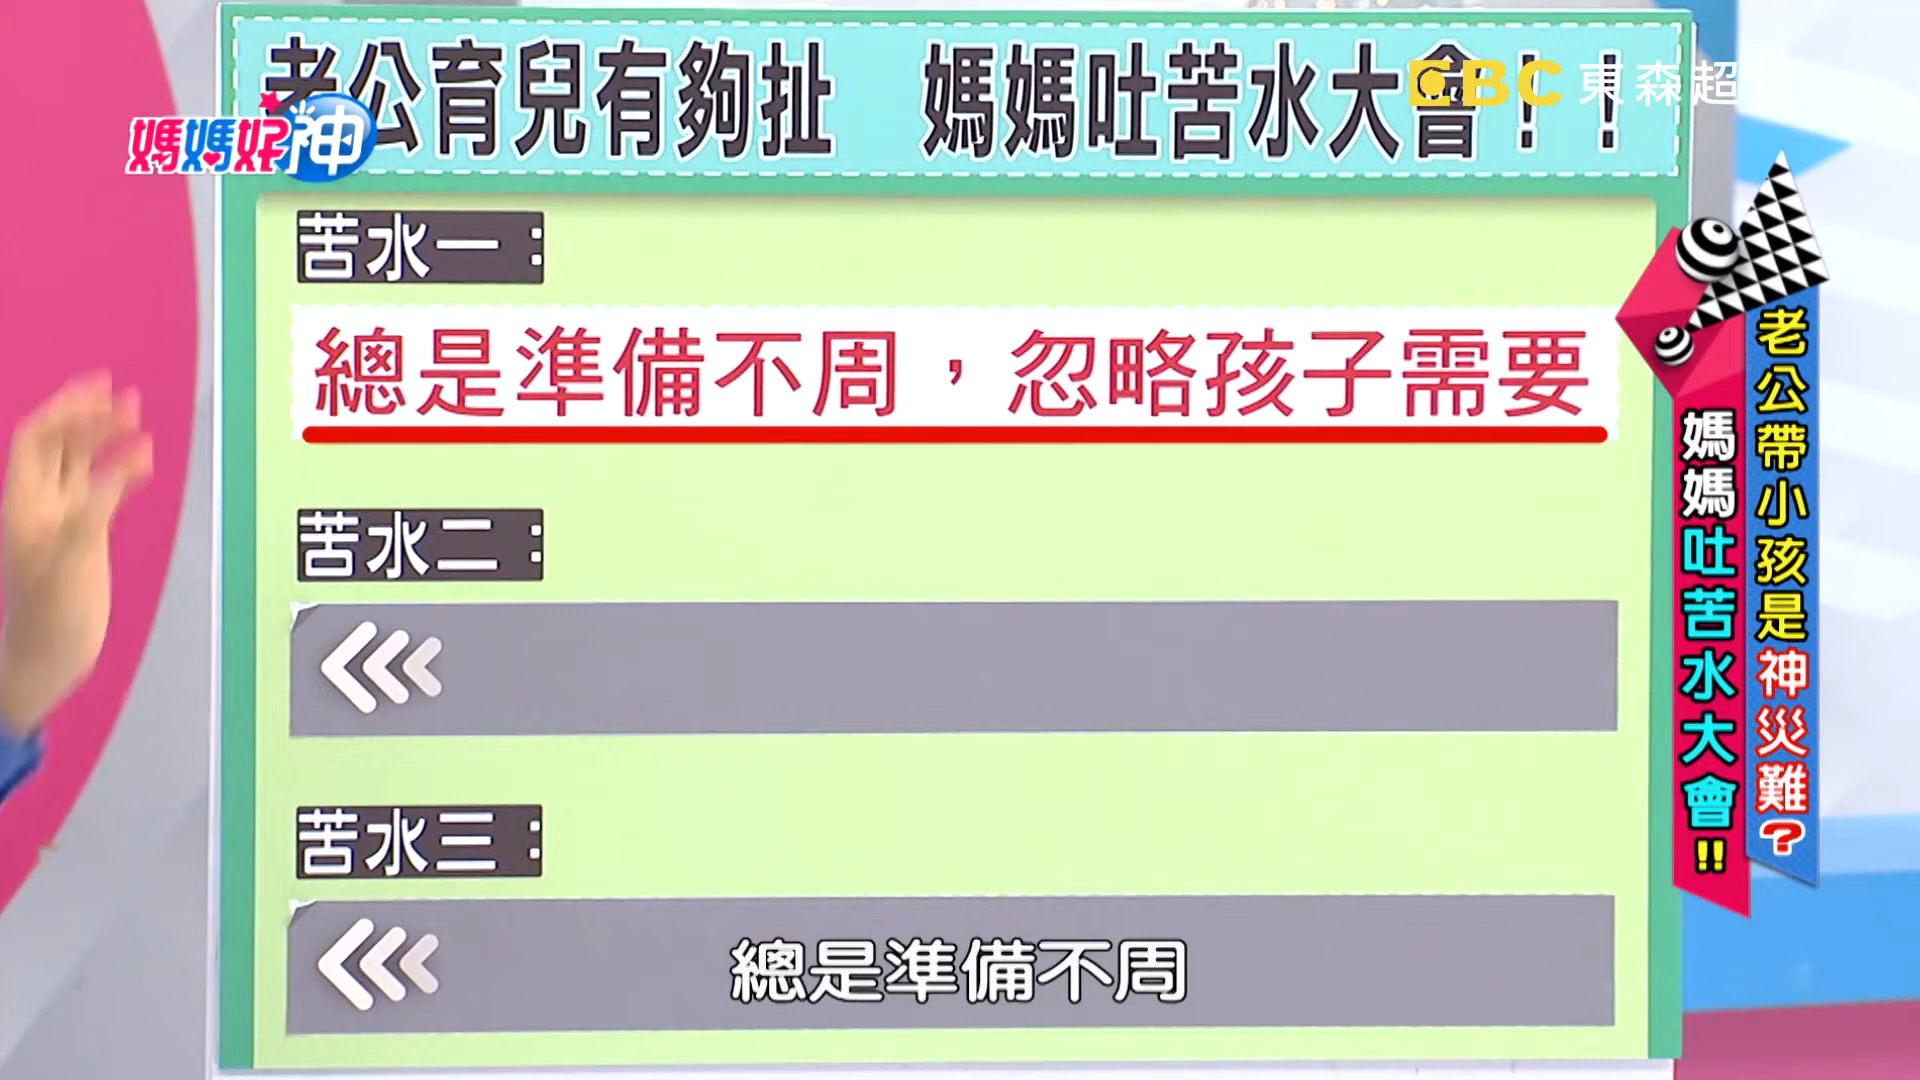 老公育兒有夠扯 媽媽吐苦水大會！！
媽媽好神
EBC 東森超
苦水一：
總是準備不周，忽略孩子需要
苦水二：
苦水三：
總是準備不周
老公帶小孩是神災難？
媽媽吐苦水大會!!